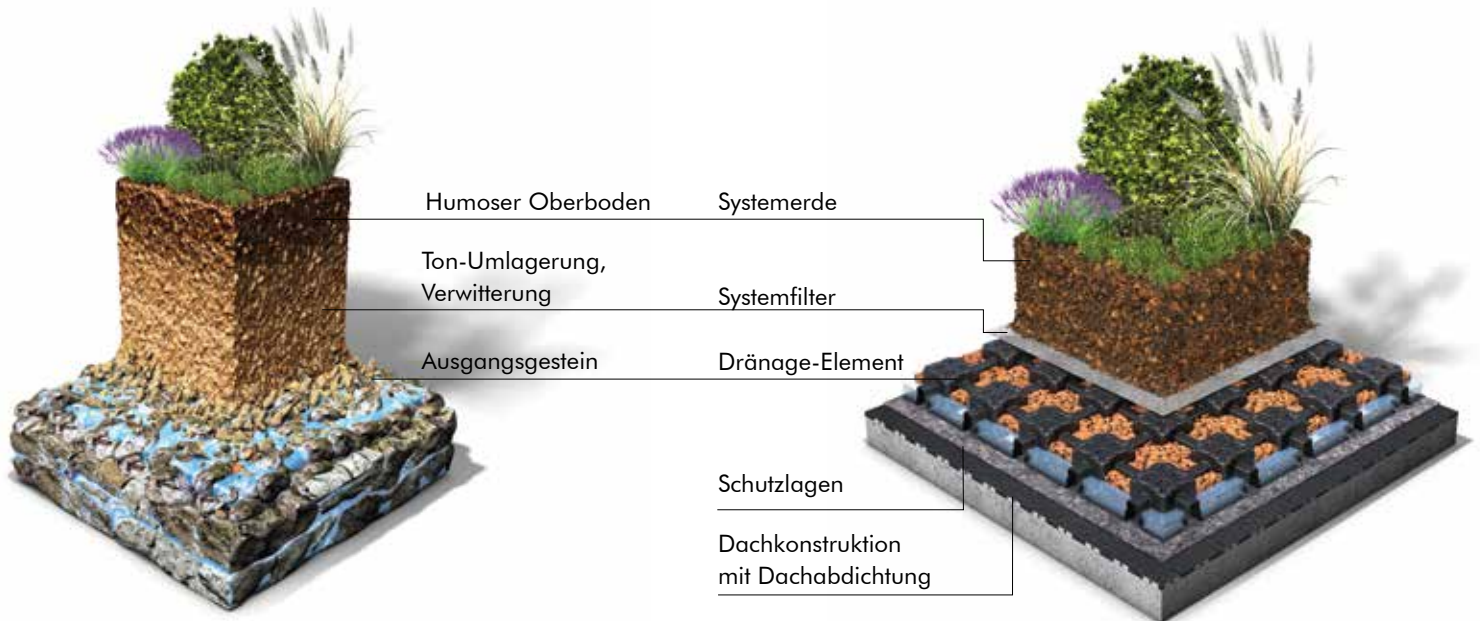 Humoser Oberboden
Systemerde
Ton-Umlagerung,
Verwitterung
Systemfilter
Ausgangsgestein
Dränage-Element
Schutzlagen
Dachkonstruktion
mit Dachabdichtung